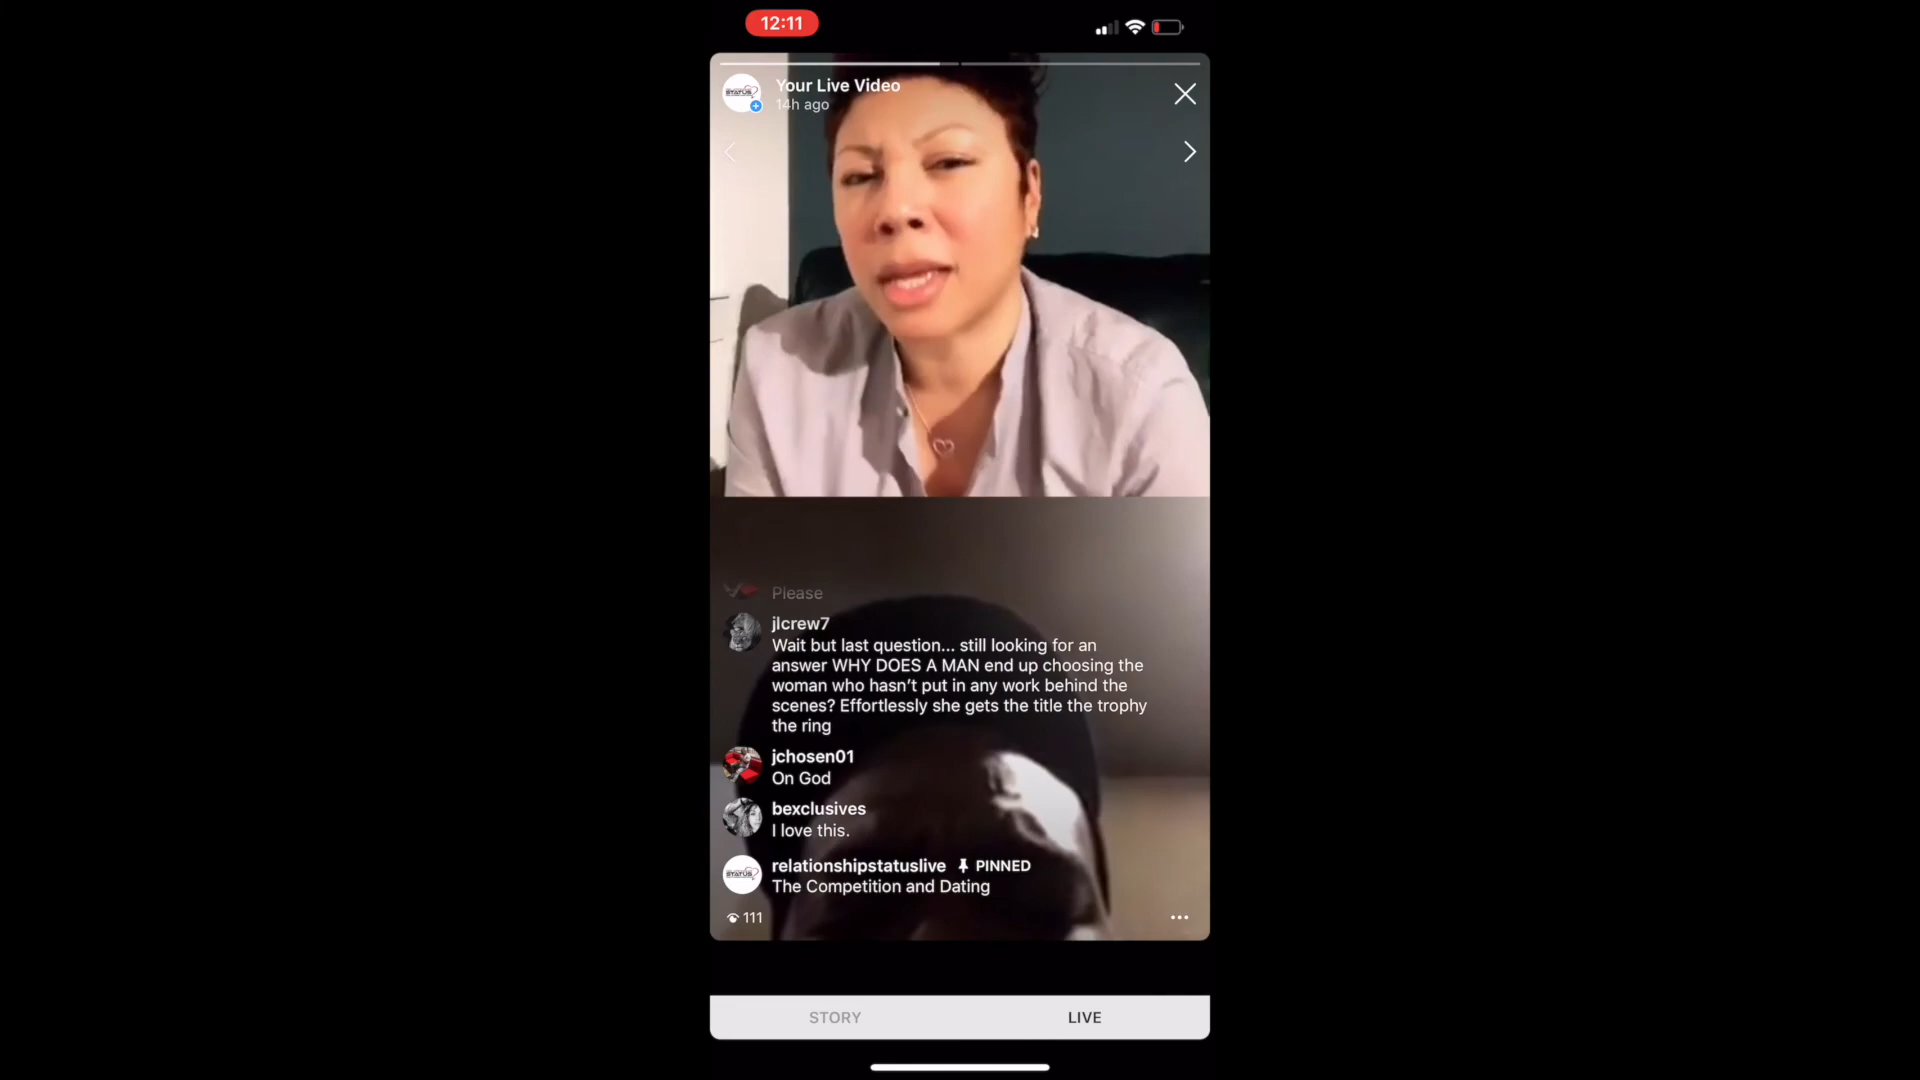 12:11
Your Live Video
14h ago
STATUS
Please
jlcrew7
Wait but last question... still looking for an
answer WHY DOES A MAN end up choosing the
woman who hasn't put in any work behind the
scenes? Effortlessly she gets the title the trophy
the ring
jchosen01
On God
bexclusives
I love this.
relationshipstatuslive PINNED
STATUS
The Competition and Dating
111
STORY
LIVE